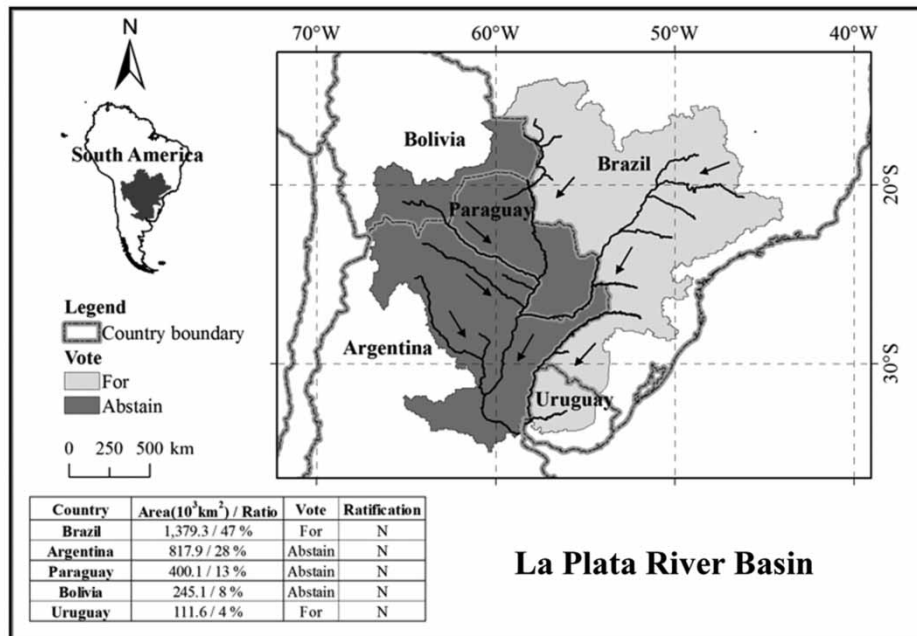 N
70°W 60°W 50°W 40°W
Bolivia
South America
Brazil
20°S
Paraguay
Legend
Country boundary
Vote
Argentina
30°S
For
Uruguay
Abstain
0 250 500 km
Country Area(10³km²) / Ratio Vote Ratification
Brazil 1,379.3 / 47 % For N
Argentina 817.9 / 28 % Abstain N
Paraguay 400.1 / 13 % Abstain N
Bolivia 245.1 / 8 % Abstain N
Uruguay 111.6 / 4 % For N
La Plata River Basin